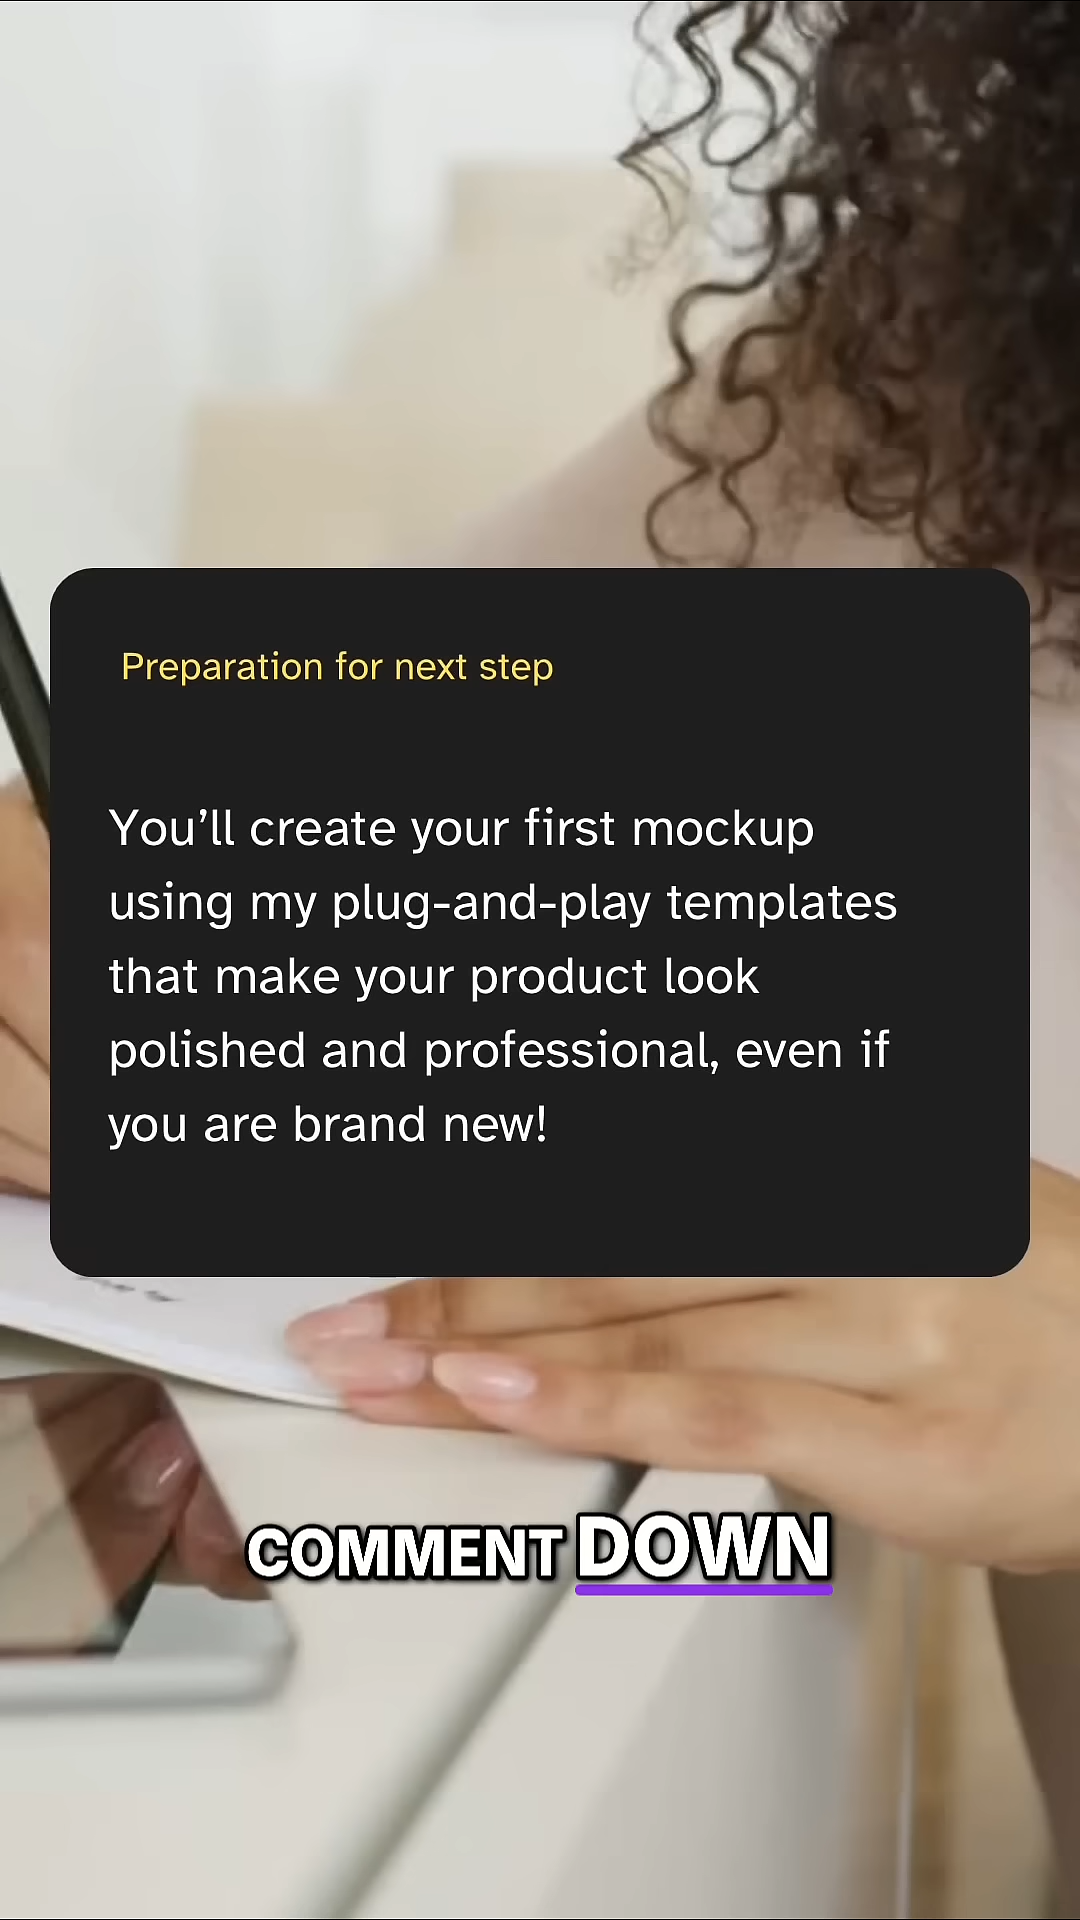 Preparation for next step
You’ll create your first mockup
using my plug-and-play templates
that make your product look
polished and professional, even if
you are brand new!
COMMENT DOWN